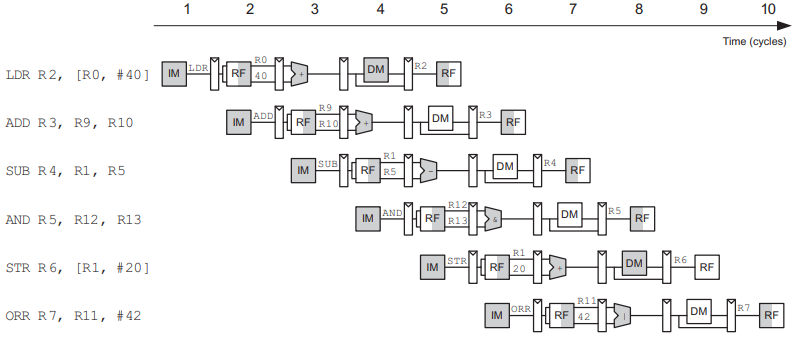 1 2 3 4 5 6 7 8 9 10
Time (cycles)
LDR R2, [R0, #40] IM LDR RF R0 40 + DM R2 RF
ADD R3, R9, R10 IM ADD RF R9 R10 + DM R3 RF
SUB R4, R1, R5 IM SUB RF R1 R5 - DM R4 RF
AND R5, R12, R13 IM AND RF R12 R13 & DM R5 RF
STR R6, [R1, #20] IM STR RF R1 20 + DM R6 RF
ORR R7, R11, #42 IM ORR RF R11 42 | DM R7 RF